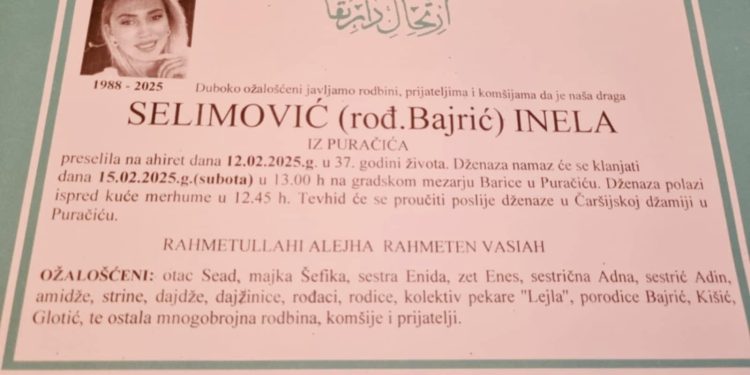 1988 - 2025
Duboko ožalošćeni javljamo rodbini, prijateljima i komšijama da je naša draga
SELIMOVIĆ (rođ.Bajrić) INELA
IZ PURAČIĆA
preselila na ahiret dana 12.02.2025.g. u 37. godini života. Dženaza namaz će se klanjati
dana 15.02.2025.g.(subota) u 13.00 h na gradskom mezarju Barice u Puračiću. Dženaza polazi
ispred kuće merhume u 12.45 h. Tevhid će se proučiti poslije dženaze u Čaršijskoj džamiji u
Puračiću.
RAHMETULLAHI ALEJHA RAHMETEN VASIAH
OŽALOŠĆENI: otac Sead, majka Šefika, sestra Enida, zet Enes, sestrična Adna, sestrić Adin,
amidže, strine, dajdže, dajžinice, rođaci, rodice, kolektiv pekare "Lejla", porodice Bajrić, Kišić,
Glotić, te ostala mnogobrojna rodbina, komšije i prijatelji.